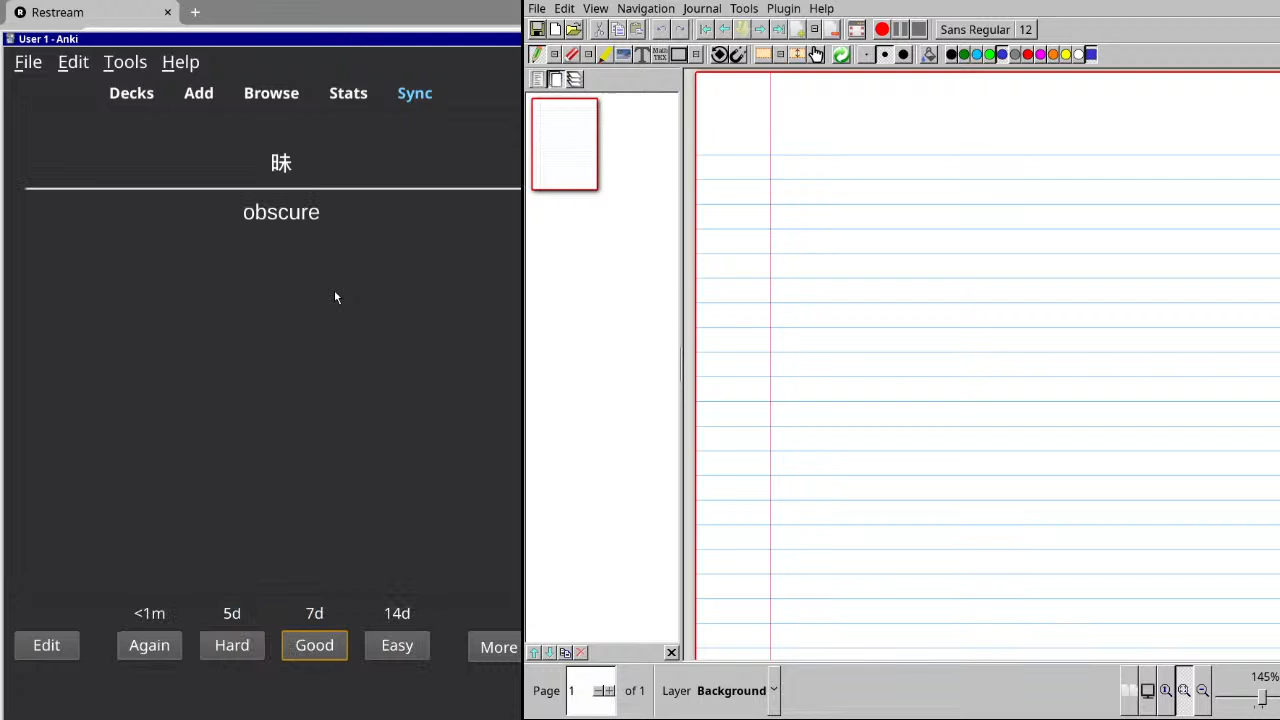 Restream × +
User 1 - Anki
File Edit Tools Help
Decks Add Browse Stats Sync
昧
obscure
<1m 5d 7d 14d
Edit Again Hard Good Easy More
File Edit View Navigation Journal Tools Plugin Help
Sans Regular 12
Page 1 of 1 Layer Background
145%